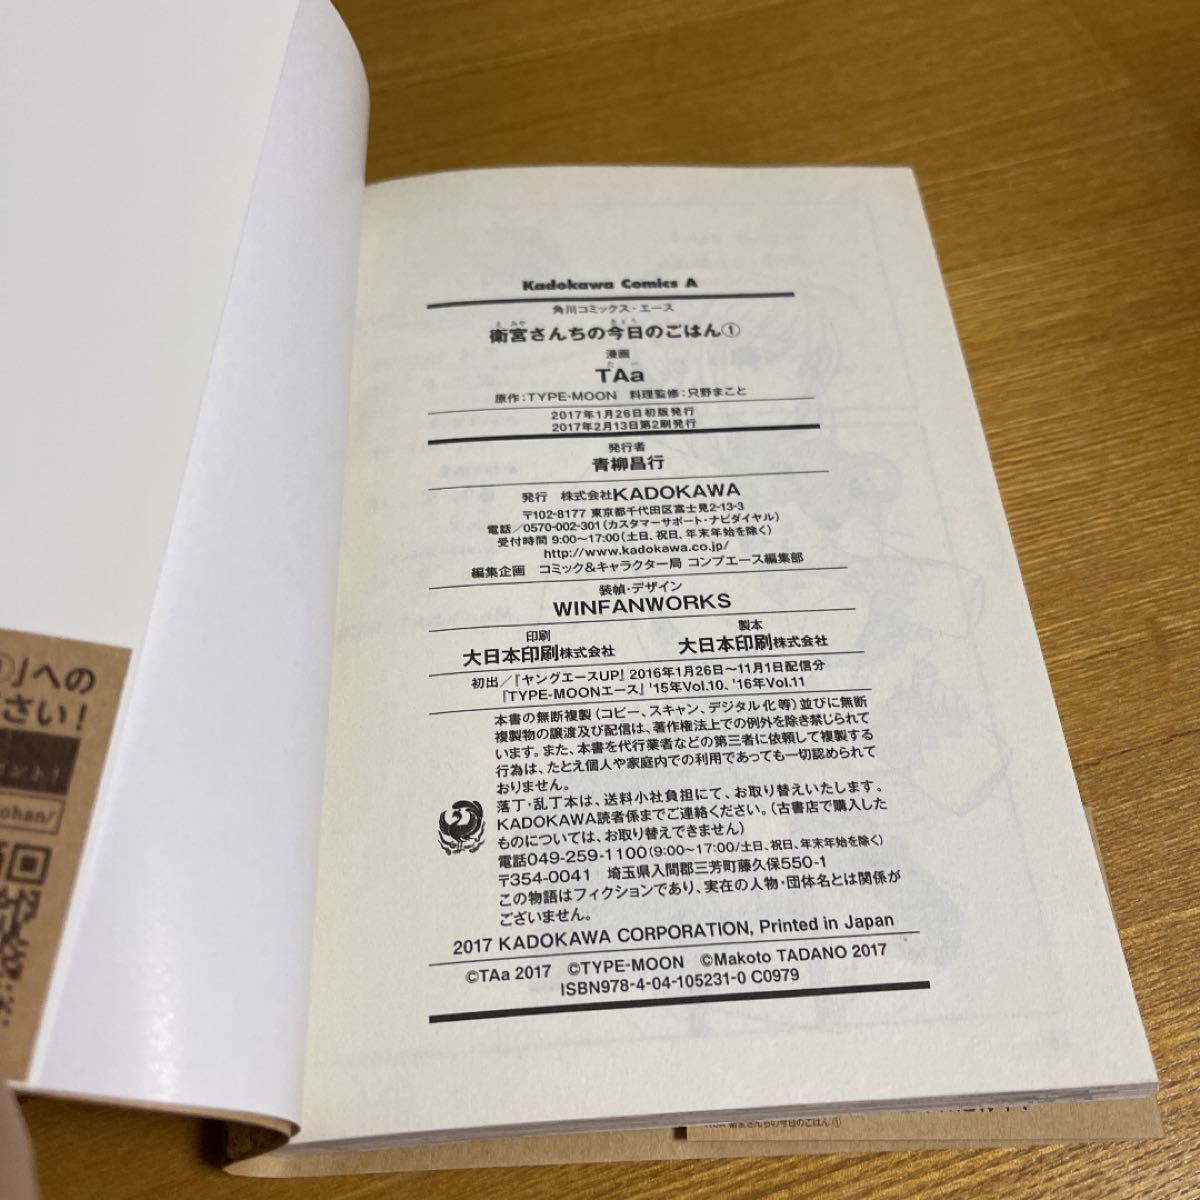 Kadokawa Comics A
角川コミックス・エース
えみや きょう
衛宮さんちの今日のごはん①
漫画
たー
TAa
原作:TYPE-MOON 料理監修:只野まこと
2017年1月26日初版発行
2017年2月13日第2刷発行
発行者
青柳昌行
発行 株式会社KADOKAWA
〒102-8177 東京都千代田区富士見2-13-3
電話/0570-002-301(カスタマーサポート・ナビダイヤル)
受付時間 9:00〜17:00(土日、祝日、年末年始を除く)
http://www.kadokawa.co.jp/
編集企画 コミック&キャラクター局 コンプエース編集部
装幀・デザイン
WINFANWORKS
印刷 製本
大日本印刷株式会社 大日本印刷株式会社
初出/『ヤングエースUP』2016年1月26日〜11月1日配信分
『TYPE-MOONエース』'15年Vol.10、'16年Vol.11
本書の無断複製(コピー、スキャン、デジタル化等)並びに無断
複製物の譲渡及び配信は、著作権法上での例外を除き禁じられて
います。また、本書を代行業者などの第三者に依頼して複製する
行為は、たとえ個人や家庭内での利用であっても一切認められて
おりません。
落丁・乱丁本は、送料小社負担にて、お取り替えいたします。
KADOKAWA読者係までご連絡ください。(古書店で購入した
ものについては、お取り替えできません)
電話049-259-1100(9:00〜17:00/土日、祝日、年末年始を除く)
〒354-0041 埼玉県入間郡三芳町藤久保550-1
この物語はフィクションであり、実在の人物・団体名とは関係が
ございません。
2017 KADOKAWA CORPORATION, Printed in Japan
©TAa 2017 ©TYPE-MOON ©Makoto TADANO 2017
ISBN978-4-04-105231-0 C0979
」への
さい!
ント!
ohan/
衛宮さんちの今日のごはん①